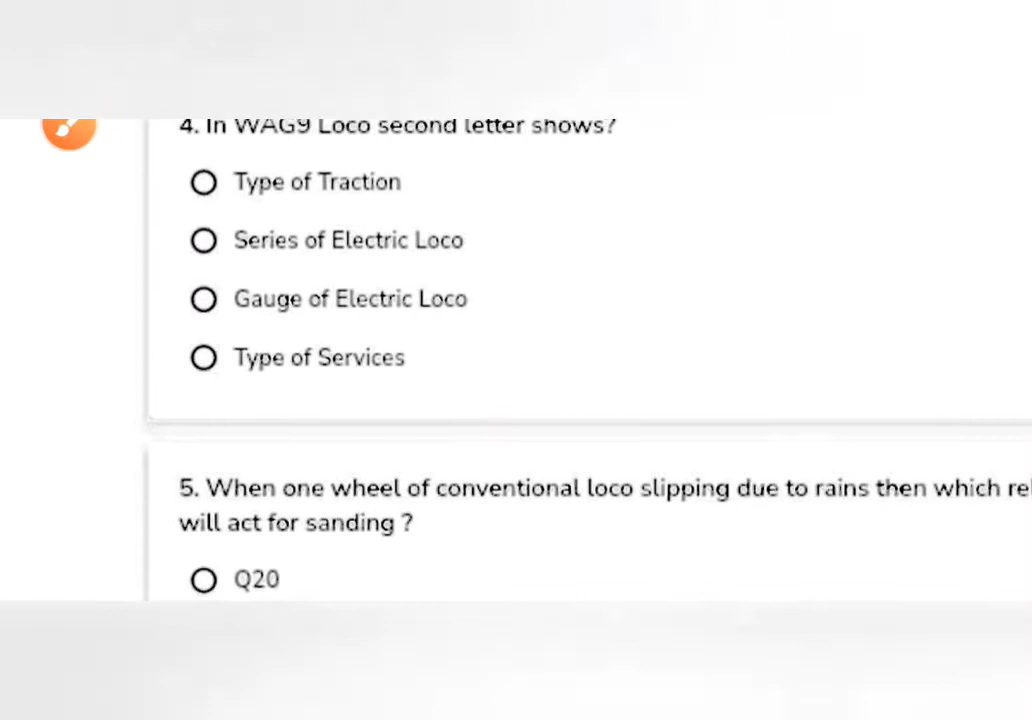 4. In WAG9 Loco second letter shows?
Type of Traction
Series of Electric Loco
Gauge of Electric Loco
Type of Services
5. When one wheel of conventional loco slipping due to rains then which
will act for sanding ?
Q20